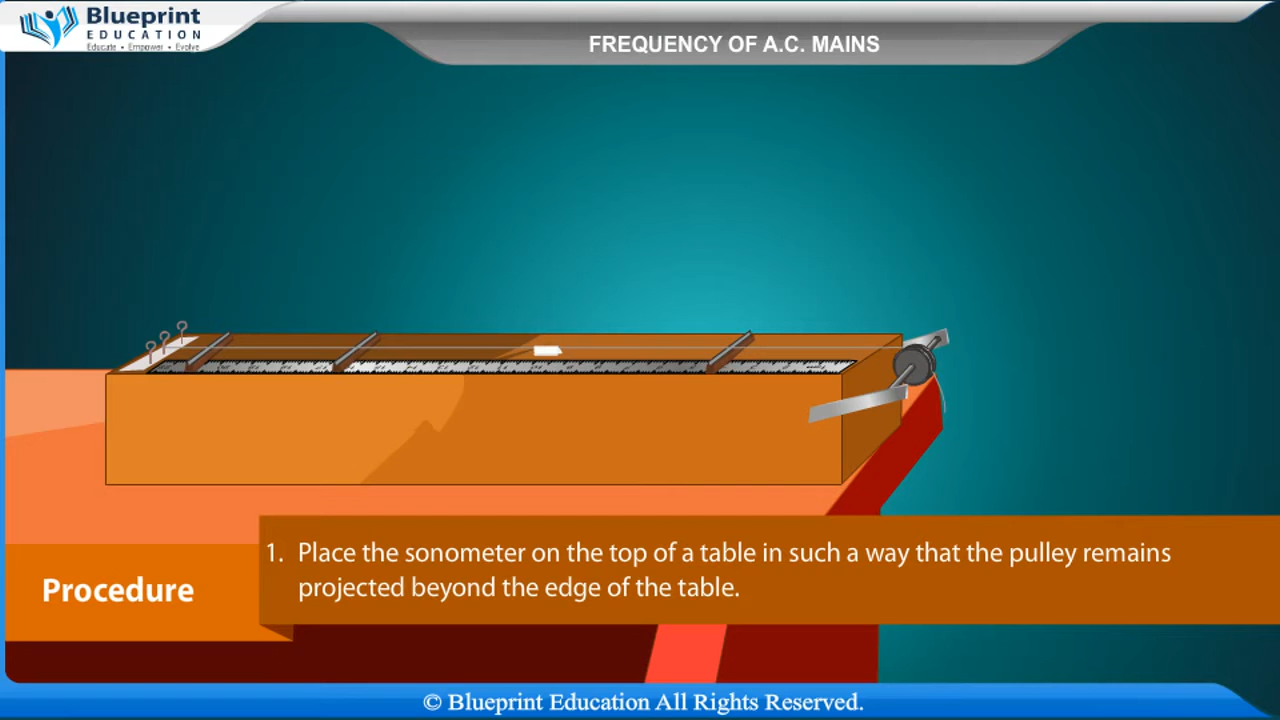 Blueprint
EDUCATION
Educate • Empower • Evolve
FREQUENCY OF A.C. MAINS
Procedure
1. Place the sonometer on the top of a table in such a way that the pulley remains
projected beyond the edge of the table.
© Blueprint Education All Rights Reserved.